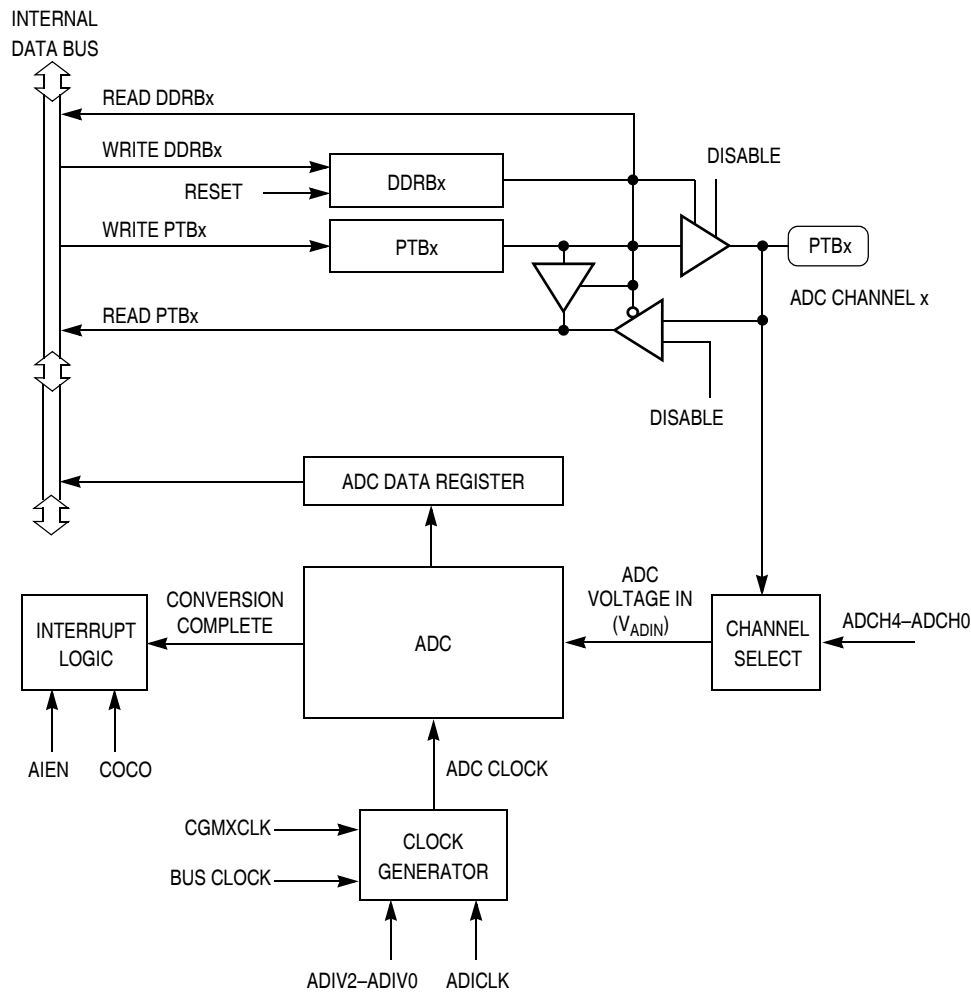 INTERNAL
DATA BUS
READ DDRBx
WRITE DDRBx
DISABLE
RESET
DDRBx
WRITE PTBx
PTBx
PTBx
ADC CHANNEL x
READ PTBx
DISABLE
ADC DATA REGISTER
CONVERSION
COMPLETE
INTERRUPT
LOGIC
ADC
ADC
VOLTAGE IN
(VADIN)
CHANNEL
SELECT
ADCH4–ADCH0
AIEN
COCO
ADC CLOCK
CGMXCLK
BUS CLOCK
CLOCK
GENERATOR
ADIV2–ADIV0
ADICLK